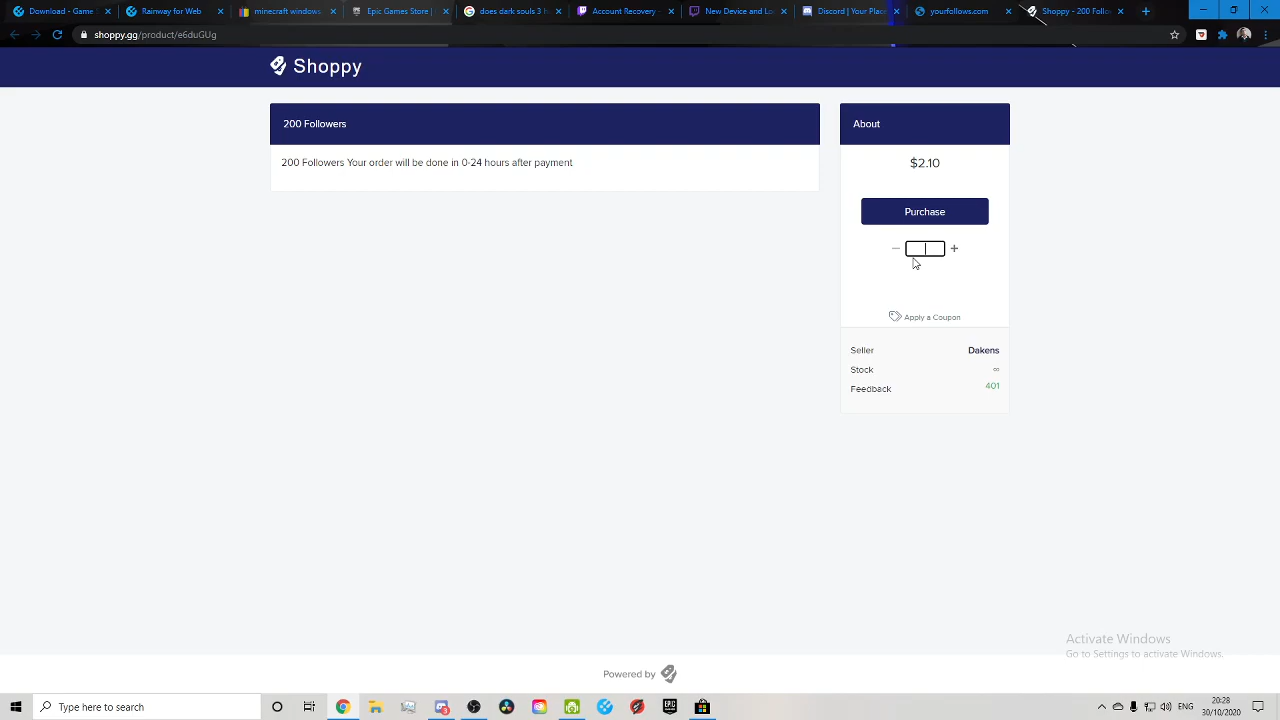 Download - Game
Rainway for Web
minecraft windows
Epic Games Store
does dark souls 3 h
Account Recovery -
New Device and Lo
Discord | Your Plac
yourfollows.com
Shoppy - 200 Follo
shoppy.gg/product/e6duGUg
Shoppy
200 Followers
200 Followers Your order will be done in 0-24 hours after payment
About
$2.10
Purchase
− +
Apply a Coupon
Seller Dakens
Stock ∞
Feedback 401
Activate Windows
Go to Settings to activate Windows.
Powered by
Type here to search
ENG
20:28
30/10/2020